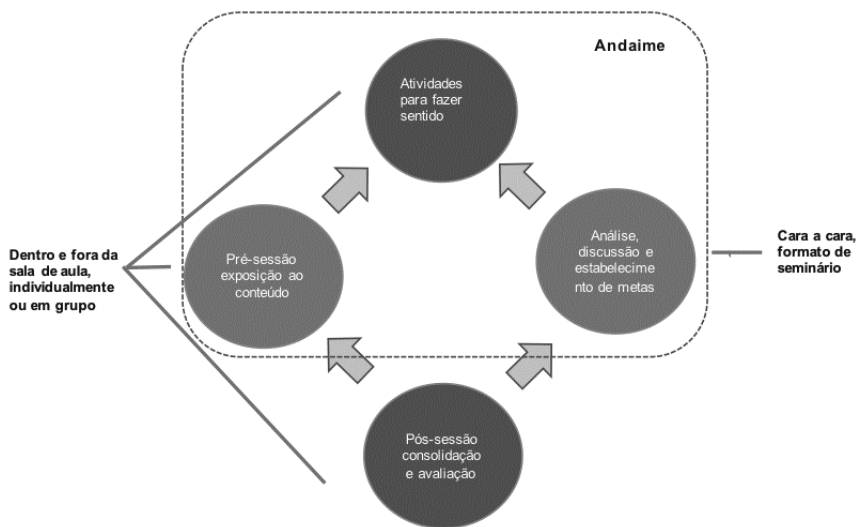 Andaime
Atividades
para fazer
sentido
Dentro e fora da
sala de aula,
individualmente
ou em grupo
Pré-sessão
exposição ao
conteúdo
Análise,
discussão e
estabelecime
nto de metas
Cara a cara,
formato de
seminário
Pós-sessão
consolidação
e avaliação